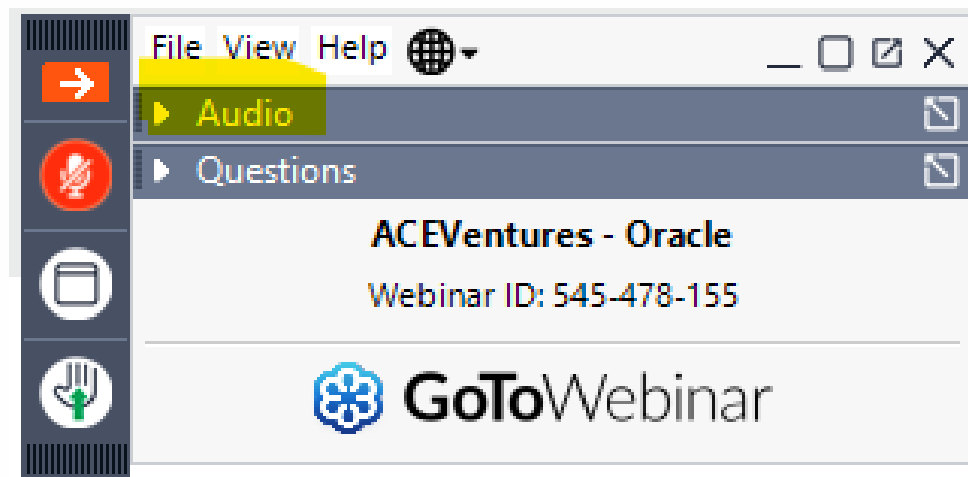 File View Help
Audio
Questions
ACEVentures - Oracle
Webinar ID: 545-478-155
GoToWebinar